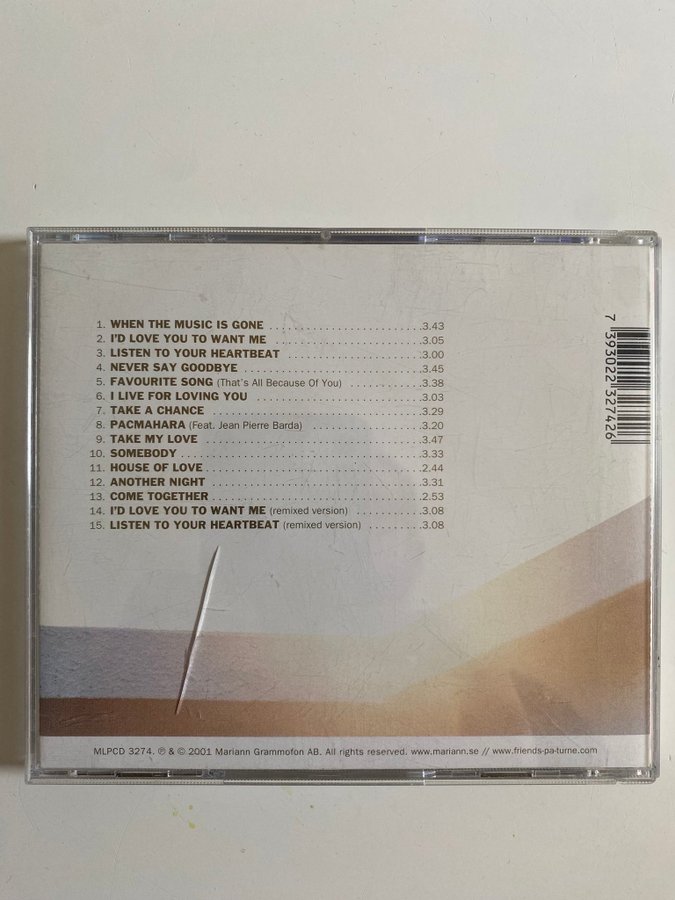 1. WHEN THE MUSIC IS GONE ......................3.43
2. I'D LOVE YOU TO WANT ME ......................3.05
3. LISTEN TO YOUR HEARTBEAT ....................3.00
4. NEVER SAY GOODBYE ..........................3.45
5. FAVOURITE SONG (That's All Because Of You) ...........3.38
6. I LIVE FOR LOVING YOU .........................3.03
7. TAKE A CHANCE ..............................3.29
8. PACMAHARA (Feat. Jean Pierre Barda) .................3.20
9. TAKE MY LOVE ...............................3.47
10. SOMEBODY ..................................3.33
11. HOUSE OF LOVE ...............................2.44
12. ANOTHER NIGHT ..............................3.31
13. COME TOGETHER ..............................2.53
14. I'D LOVE YOU TO WANT ME (remixed version) ..........3.08
15. LISTEN TO YOUR HEARTBEAT (remixed version) ........3.08
7 393022 327426
MLPCD 3274. ℗ & © 2001 Mariann Grammofon AB. All rights reserved. www.mariann.se // www.friends-pa-turne.com